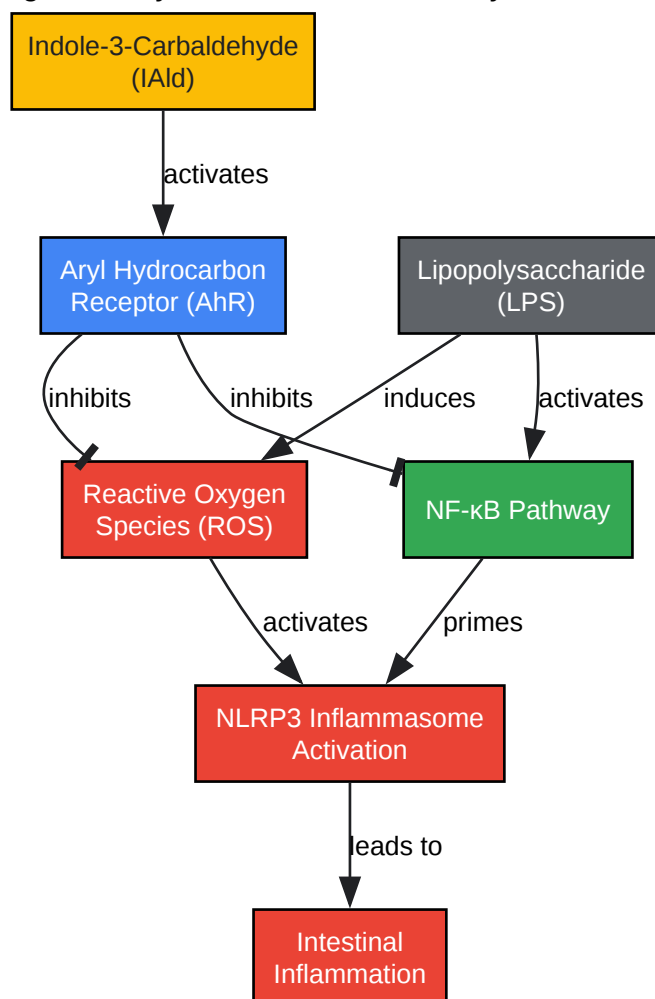 Indole-3-Carbaldehyde
(IAld)
activates
Aryl Hydrocarbon
Receptor (AhR)
Lipopolysaccharide
(LPS)
inhibits
inhibits
induces
activates
Reactive Oxygen
Species (ROS)
NF-κB Pathway
activates
primes
NLRP3 Inflammasome
Activation
leads to
Intestinal
Inflammation